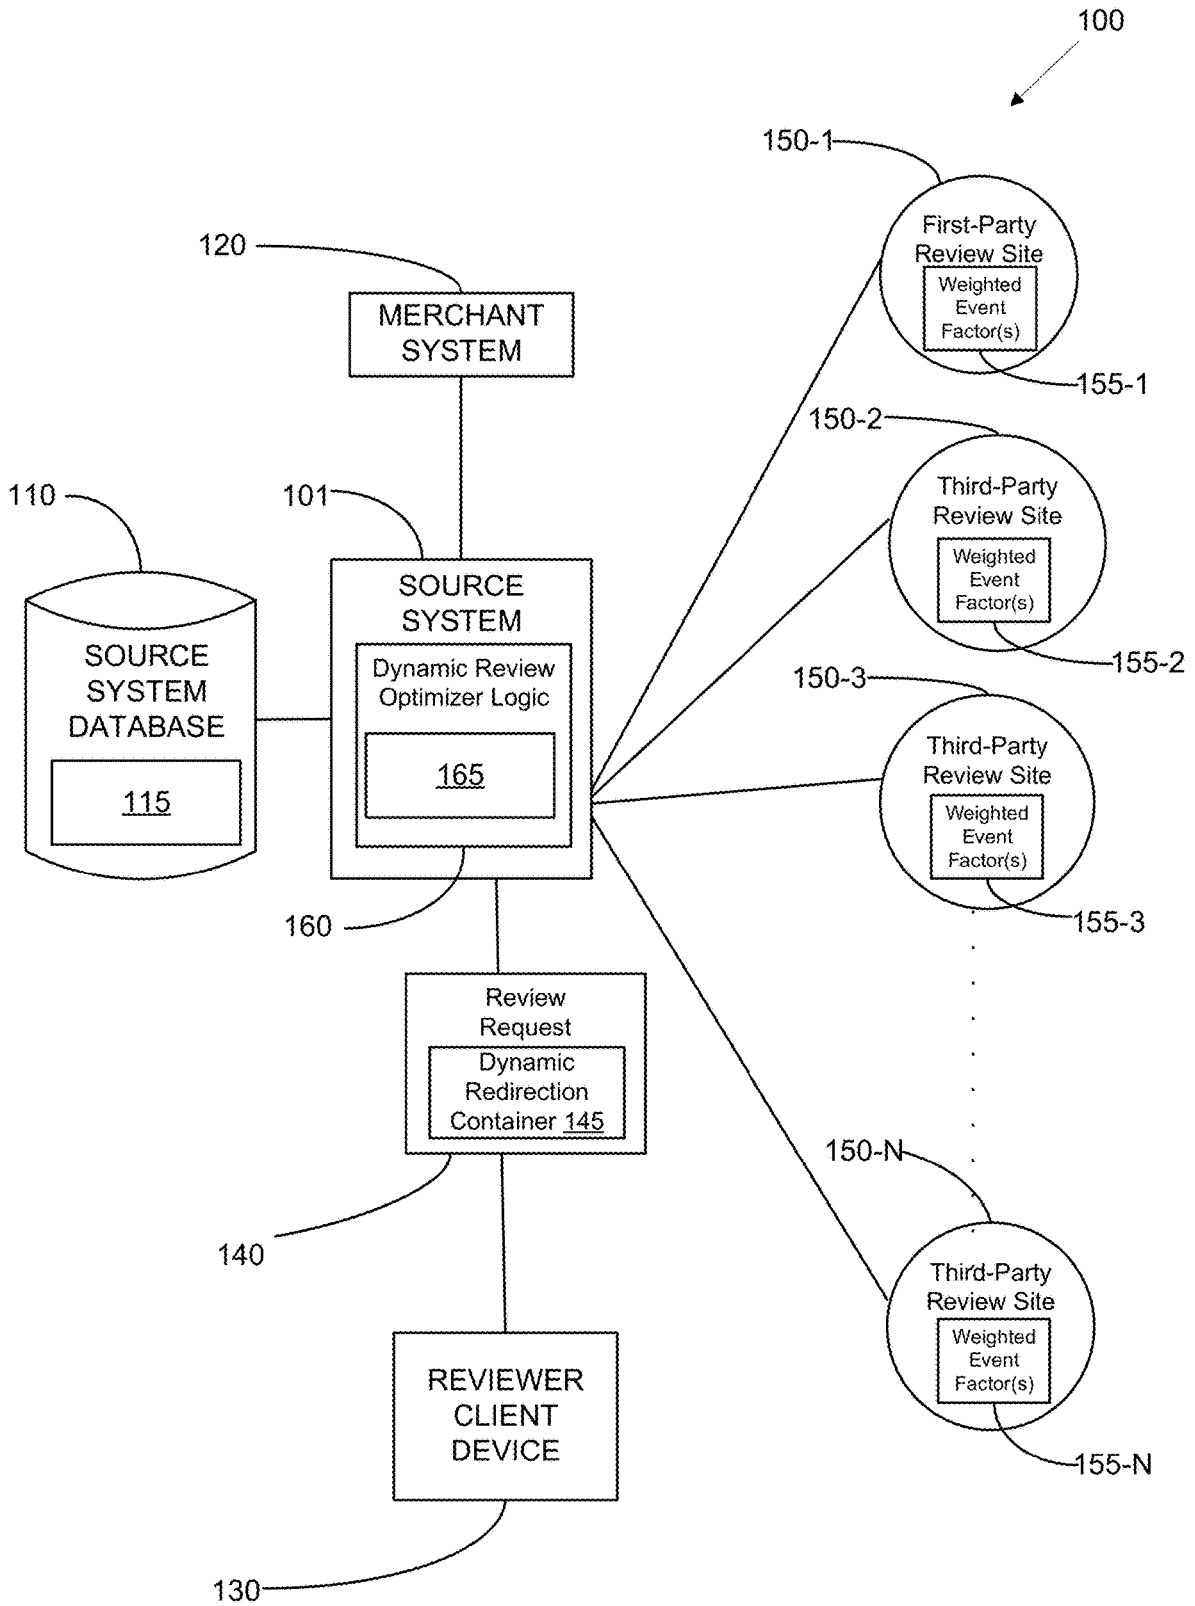 100
150-1
First-Party
Review Site
Weighted
Event
Factor(s)
155-1
120
MERCHANT
SYSTEM
150-2
Third-Party
Review Site
Weighted
Event
Factor(s)
155-2
110
101
SOURCE
SYSTEM
DATABASE
115
SOURCE
SYSTEM
Dynamic Review
Optimizer Logic
165
160
150-3
Third-Party
Review Site
Weighted
Event
Factor(s)
155-3
Review
Request
Dynamic
Redirection
Container 145
140
150-N
Third-Party
Review Site
Weighted
Event
Factor(s)
155-N
REVIEWER
CLIENT
DEVICE
130